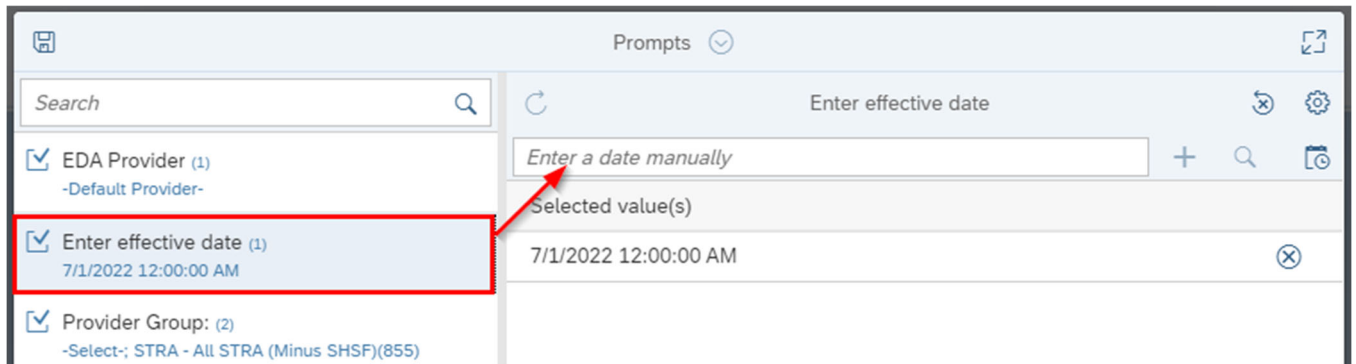 Prompts
Search
EDA Provider (1)
-Default Provider-
Enter effective date (1)
7/1/2022 12:00:00 AM
Provider Group: (2)
-Select-; STRA - All STRA (Minus SHSF)(855)
Enter effective date
Enter a date manually
Selected value(s)
7/1/2022 12:00:00 AM